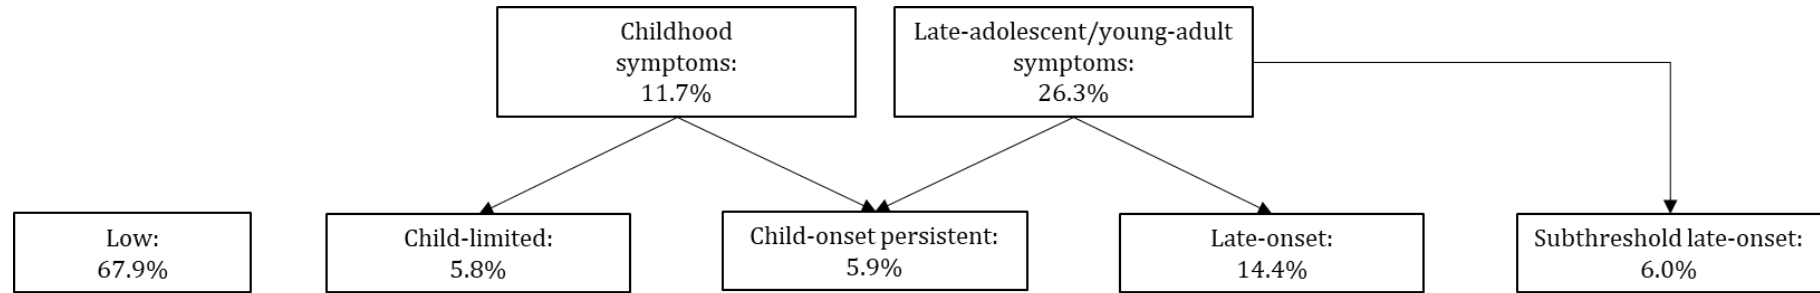 Childhood
symptoms:
11.7%
Late-adolescent/young-adult
symptoms:
26.3%
Low:
67.9%
Child-limited:
5.8%
Child-onset persistent:
5.9%
Late-onset:
14.4%
Subthreshold late-onset:
6.0%